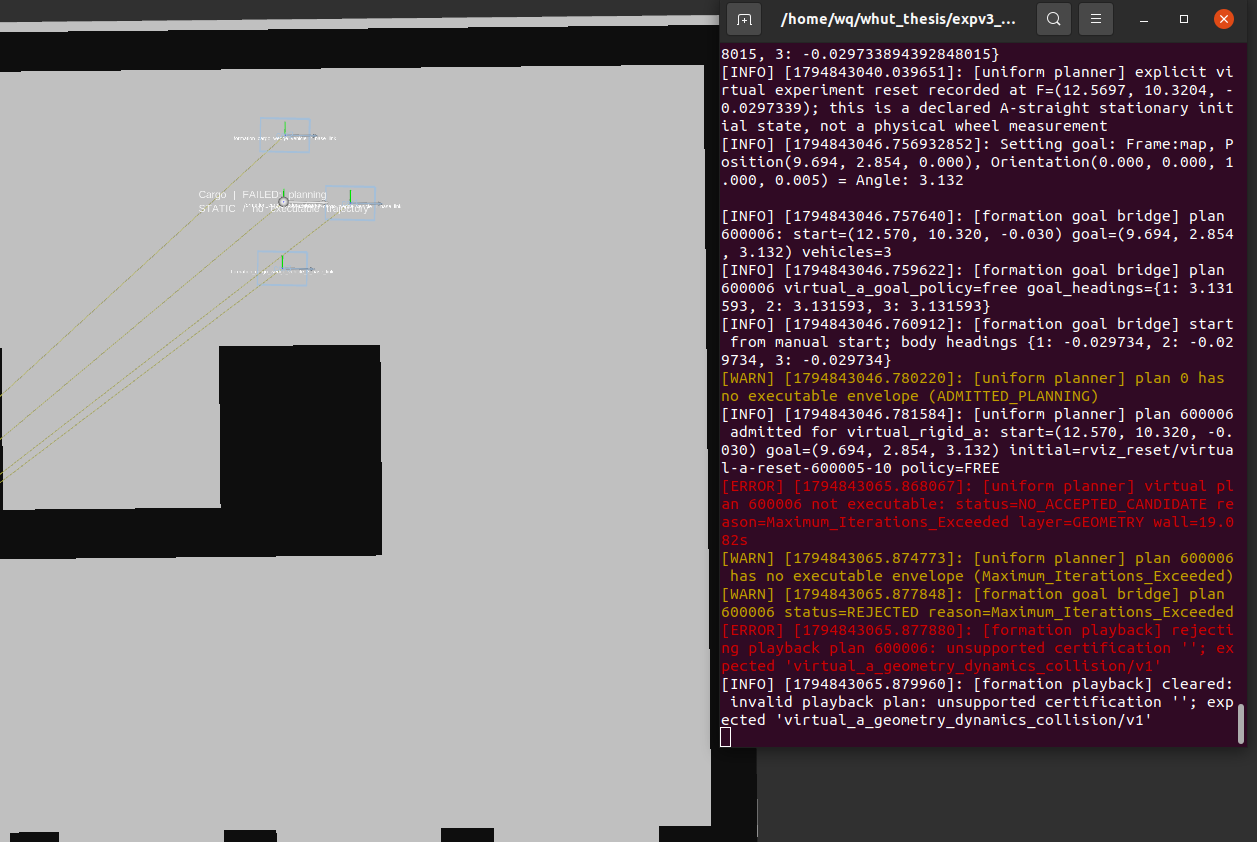 /home/wq/whut_thesis/expv3_...
8015, 3: -0.029733894392848015}
[INFO] [1794843040.039651]: [uniform planner] explicit vi
rtual experiment reset recorded at F=(12.5697, 10.3204, -
0.0297339); this is a declared A-straight stationary init
ial state, not a physical wheel measurement
[INFO] [1794843046.756932852]: Setting goal: Frame:map, P
osition(9.694, 2.854, 0.000), Orientation(0.000, 0.000, 1
.000, 0.005) = Angle: 3.132
[INFO] [1794843046.757640]: [formation goal bridge] plan
600006: start=(12.570, 10.320, -0.030) goal=(9.694, 2.854
, 3.132) vehicles=3
[INFO] [1794843046.759622]: [formation goal bridge] plan
600006 virtual_a_goal_policy=free goal_headings={1: 3.131
593, 2: 3.131593, 3: 3.131593}
[INFO] [1794843046.760912]: [formation goal bridge] start
from manual start; body headings {1: -0.029734, 2: -0.02
9734, 3: -0.029734}
[WARN] [1794843046.780220]: [uniform planner] plan 0 has
no executable envelope (ADMITTED_PLANNING)
[INFO] [1794843046.781584]: [uniform planner] plan 600006
admitted for virtual_rigid_a: start=(12.570, 10.320, -0.
030) goal=(9.694, 2.854, 3.132) initial=rviz_reset/virtua
l-a-reset-600005-10 policy=FREE
[ERROR] [1794843065.868067]: [uniform planner] virtual pl
an 600006 not executable: status=NO_ACCEPTED_CANDIDATE re
ason=Maximum_Iterations_Exceeded layer=GEOMETRY wall=19.0
82s
[WARN] [1794843065.874773]: [uniform planner] plan 600006
has no executable envelope (Maximum_Iterations_Exceeded)
[WARN] [1794843065.877848]: [formation goal bridge] plan
600006 status=REJECTED reason=Maximum_Iterations_Exceeded
[ERROR] [1794843065.877880]: [formation playback] rejecti
ng playback plan 600006: unsupported certification ''; ex
pected 'virtual_a_geometry_dynamics_collision/v1'
[INFO] [1794843065.879960]: [formation playback] cleared:
invalid playback plan: unsupported certification ''; exp
ected 'virtual_a_geometry_dynamics_collision/v1'
Cargo | FAILED: planning
STATIC / no executable trajectory